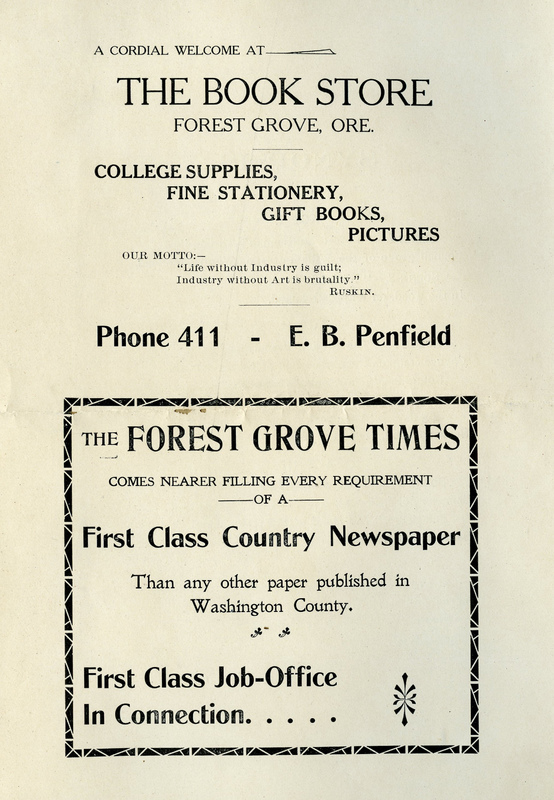 A CORDIAL WELCOME AT
THE BOOK STORE
FOREST GROVE, ORE.
COLLEGE SUPPLIES,
FINE STATIONERY,
GIFT BOOKS,
PICTURES
OUR MOTTO:—
"Life without Industry is guilt;
Industry without Art is brutality."
RUSKIN.
Phone 411 - E. B. Penfield
THE FOREST GROVE TIMES
COMES NEARER FILLING EVERY REQUIREMENT
——OF A——
First Class Country Newspaper
Than any other paper published in
Washington County.
First Class Job-Office
In Connection. . . . .